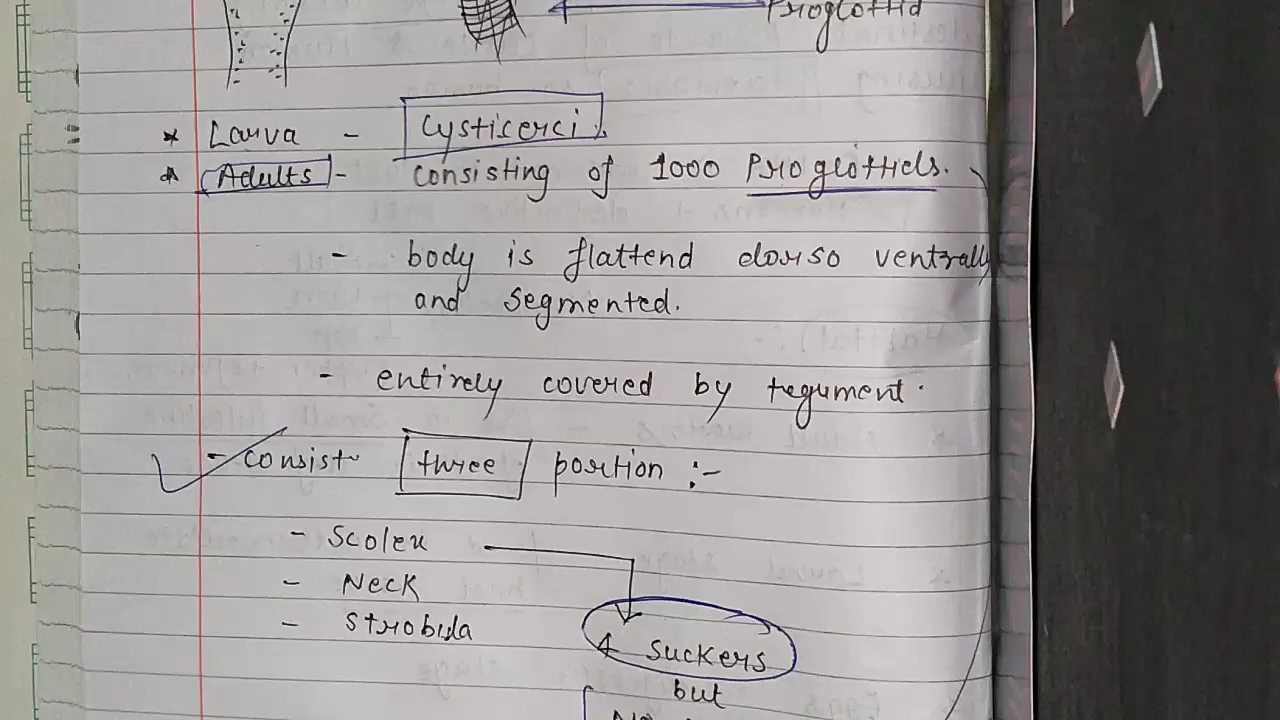 Proglottid
* Larva - Cysticerci.
* Adults - consisting of 1000 Proglottids.
- body is flattend dorso ventrally
and segmented.
- entirely covered by tegument.
- consist three portion :-
- Scolex
- Neck
- Strobila
4 suckers
but